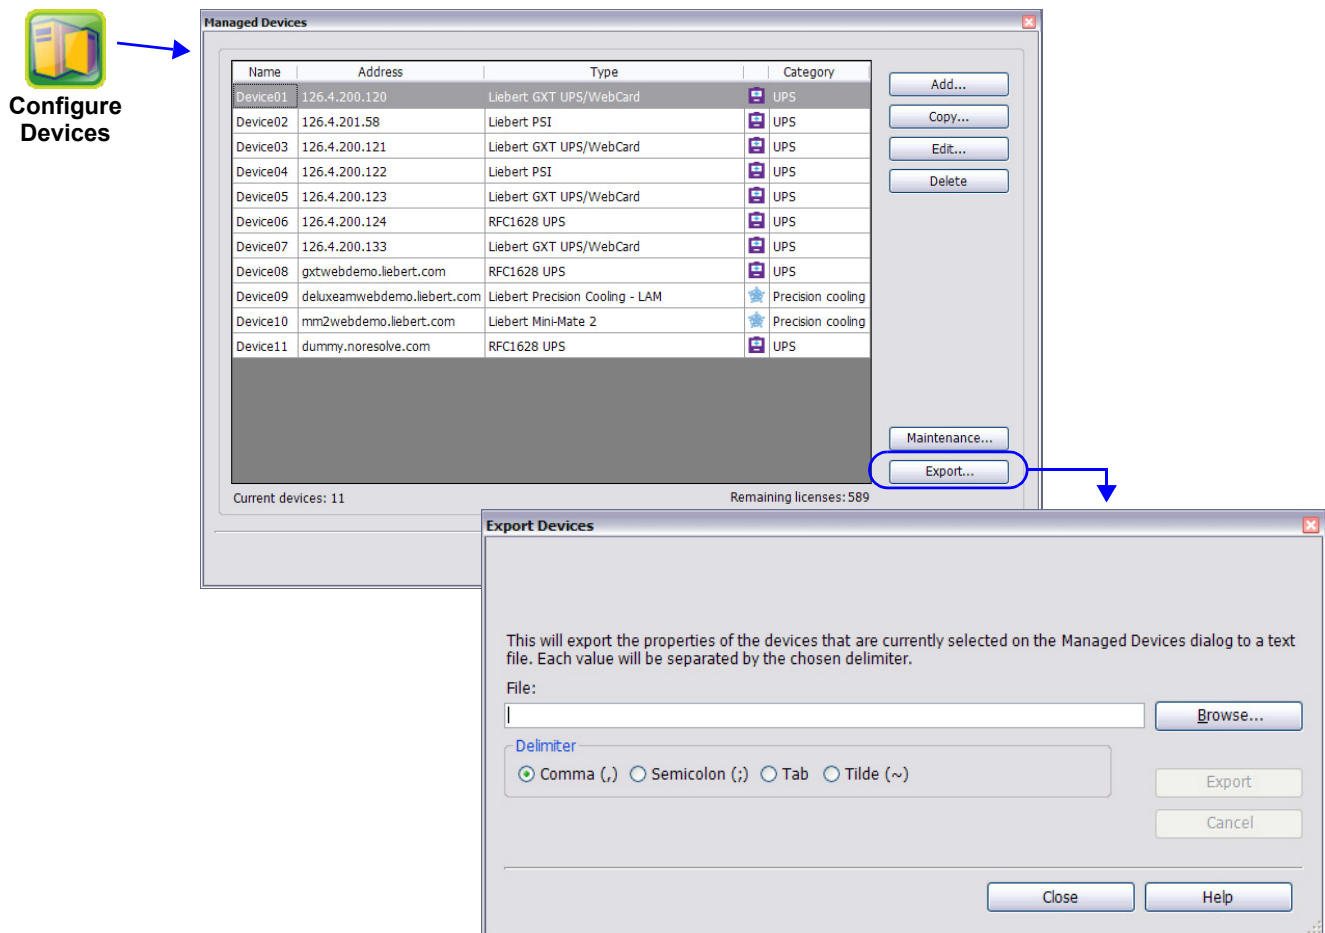 Configure
Devices
Managed Devices
Name Address Type Category
Device01 126.4.200.120 Liebert GXT UPS/WebCard UPS
Device02 126.4.201.58 Liebert PSI UPS
Device03 126.4.200.121 Liebert GXT UPS/WebCard UPS
Device04 126.4.200.122 Liebert PSI UPS
Device05 126.4.200.123 Liebert GXT UPS/WebCard UPS
Device06 126.4.200.124 RFC1628 UPS UPS
Device07 126.4.200.133 Liebert GXT UPS/WebCard UPS
Device08 gxtwebdemo.liebert.com RFC1628 UPS UPS
Device09 deluxeamwebdemo.liebert.com Liebert Precision Cooling - LAM Precision cooling
Device10 mm2webdemo.liebert.com Liebert Mini-Mate 2 Precision cooling
Device11 dummy.noresolve.com RFC1628 UPS UPS
Add...
Copy...
Edit...
Delete
Maintenance...
Export...
Current devices: 11 Remaining licenses: 589
Export Devices
This will export the properties of the devices that are currently selected on the Managed Devices dialog to a text
file. Each value will be separated by the chosen delimiter.
File:
Browse...
Delimiter
Comma (,) Semicolon (;) Tab Tilde (~)
Export
Cancel
Close Help